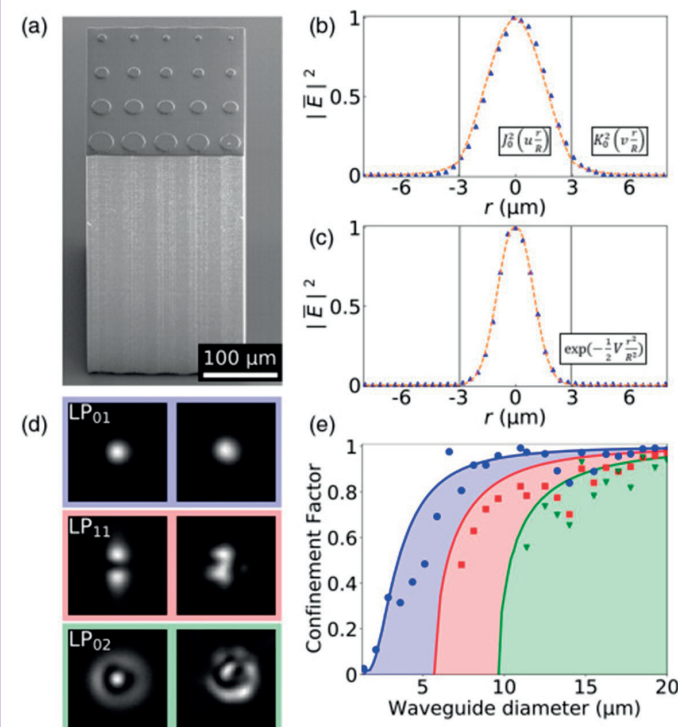 (a)
100 μm
(b)
1
0.5
0
|E̅|²
J₀²(u r/R)
K₀²(v r/R)
-6
-3
0
3
6
r (μm)
(c)
1
0.5
0
|E̅|²
exp(-½V r²/R²)
-6
-3
0
3
6
r (μm)
(d)
LP₀₁
LP₁₁
LP₀₂
(e)
Confinement Factor
1
0.8
0.6
0.4
0.2
0
5
10
15
20
Waveguide diameter (μm)